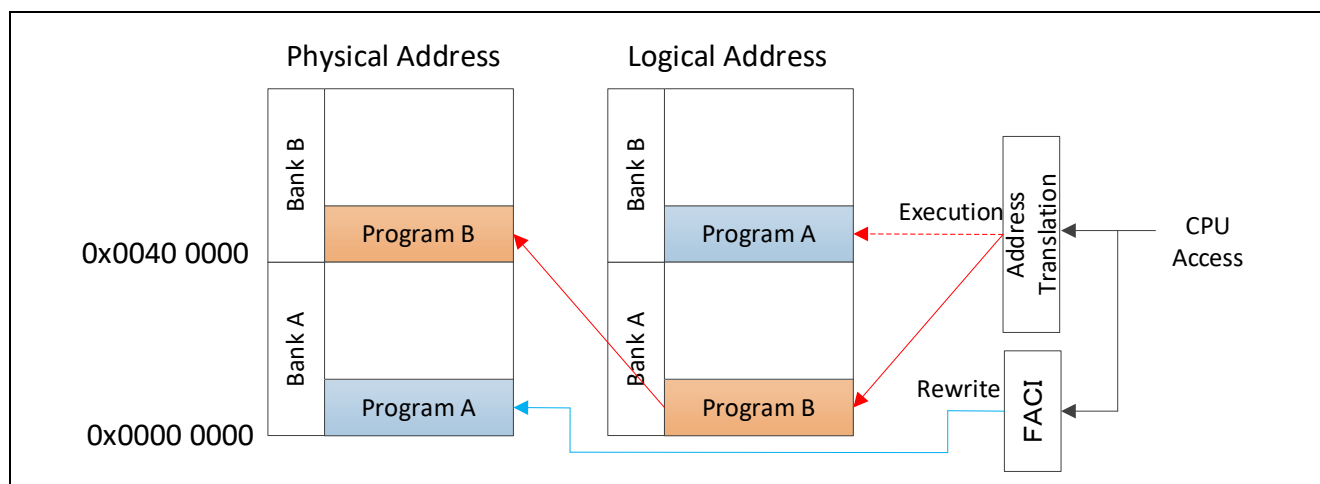 Physical Address
Logical Address
Bank B
Program B
Bank B
Program A
Execution
Address
Translation
CPU
Access
0x0040 0000
Bank A
Program A
Bank A
Program B
Rewrite
FACI
0x0000 0000